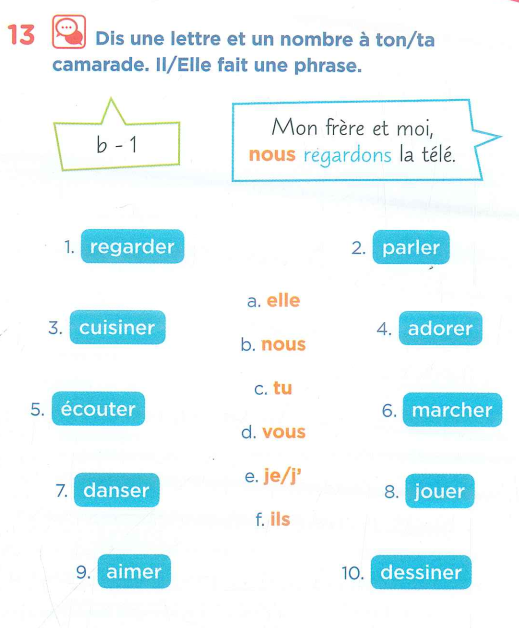 13 Dis une lettre et un nombre à ton/ta
camarade. Il/Elle fait une phrase.
b - 1
Mon frère et moi,
nous regardons la télé.
1. regarder
2. parler
a. elle
3. cuisiner
4. adorer
b. nous
c. tu
5. écouter
6. marcher
d. vous
e. je/j'
7. danser
8. jouer
f. ils
9. aimer
10. dessiner